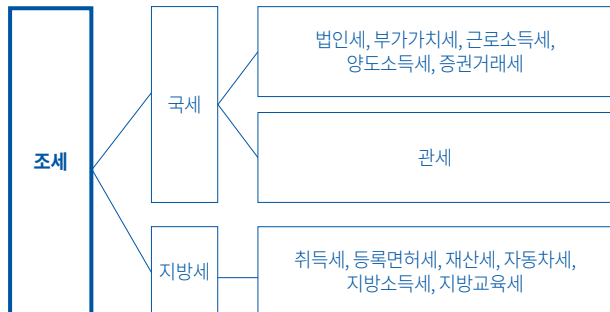 조세
국세
법인세, 부가가치세, 근로소득세,
양도소득세, 증권거래세
관세
지방세
취득세, 등록면허세, 재산세, 자동차세,
지방소득세, 지방교육세